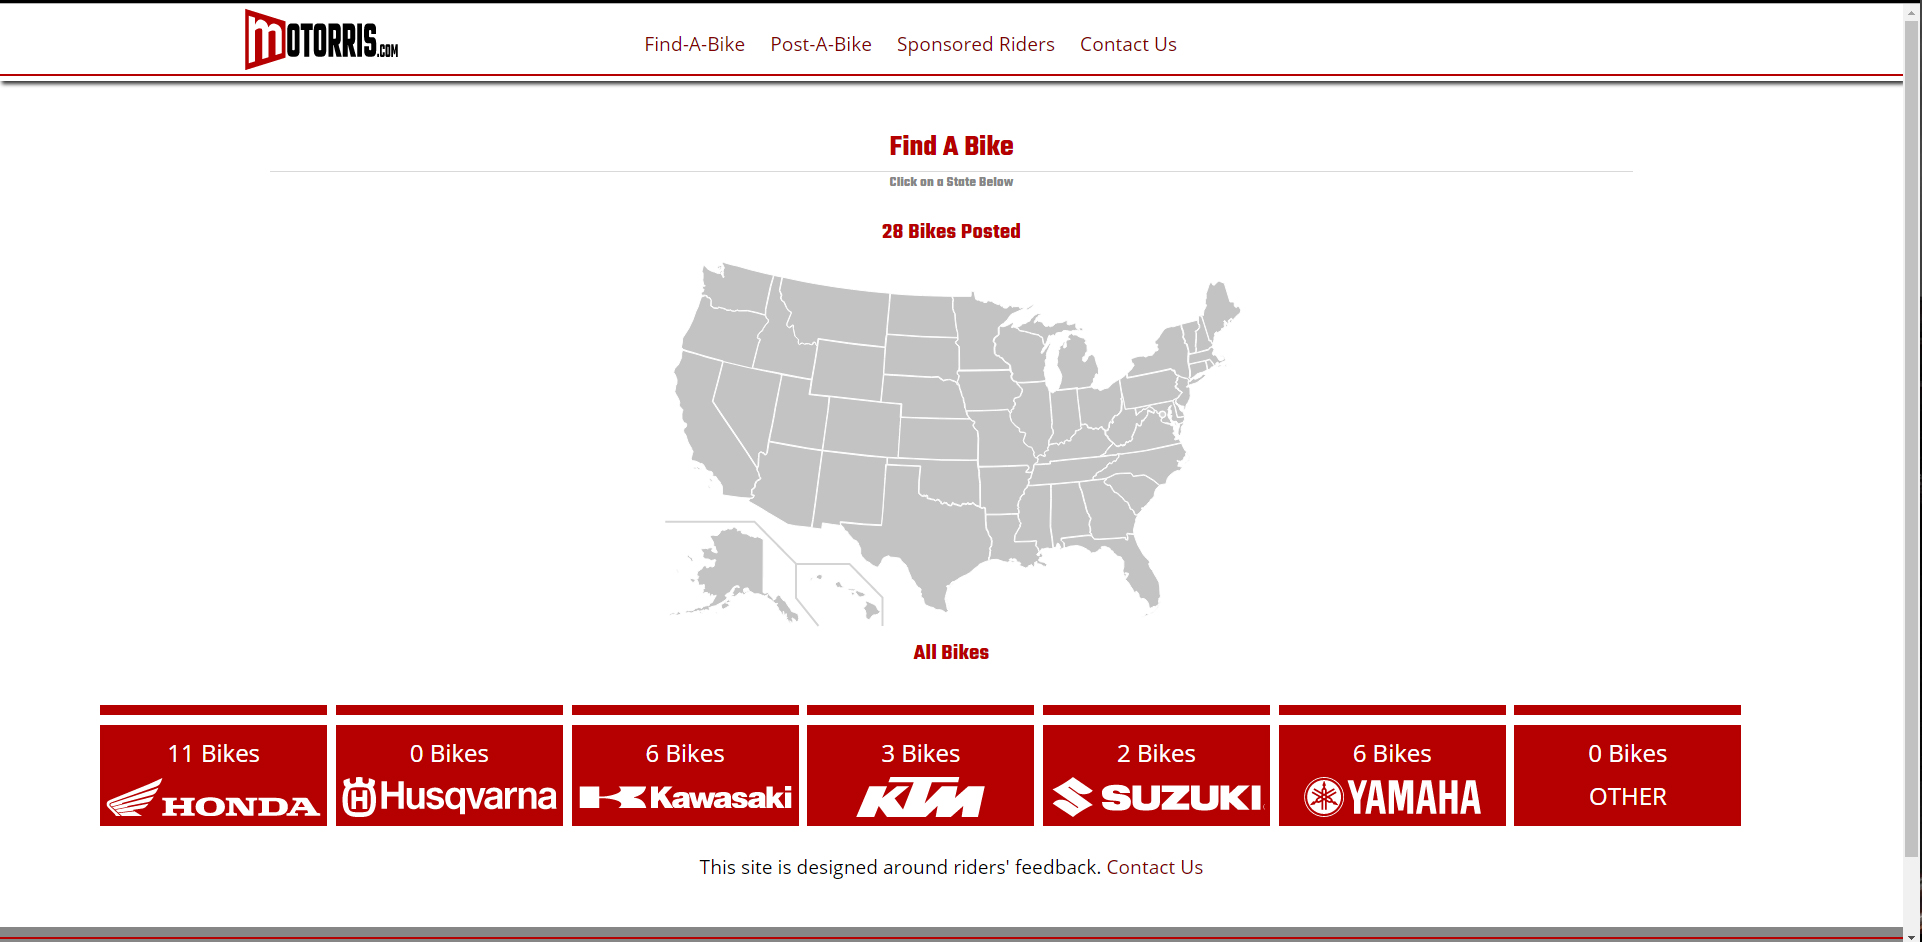 MOTORRIS.COM
Find-A-Bike Post-A-Bike Sponsored Riders Contact Us
Find A Bike
Click on a State Below
28 Bikes Posted
All Bikes
11 Bikes
HONDA
0 Bikes
H Husqvarna
6 Bikes
Kawasaki
3 Bikes
KTM
2 Bikes
SUZUKI
6 Bikes
YAMAHA
0 Bikes
OTHER
This site is designed around riders' feedback. Contact Us